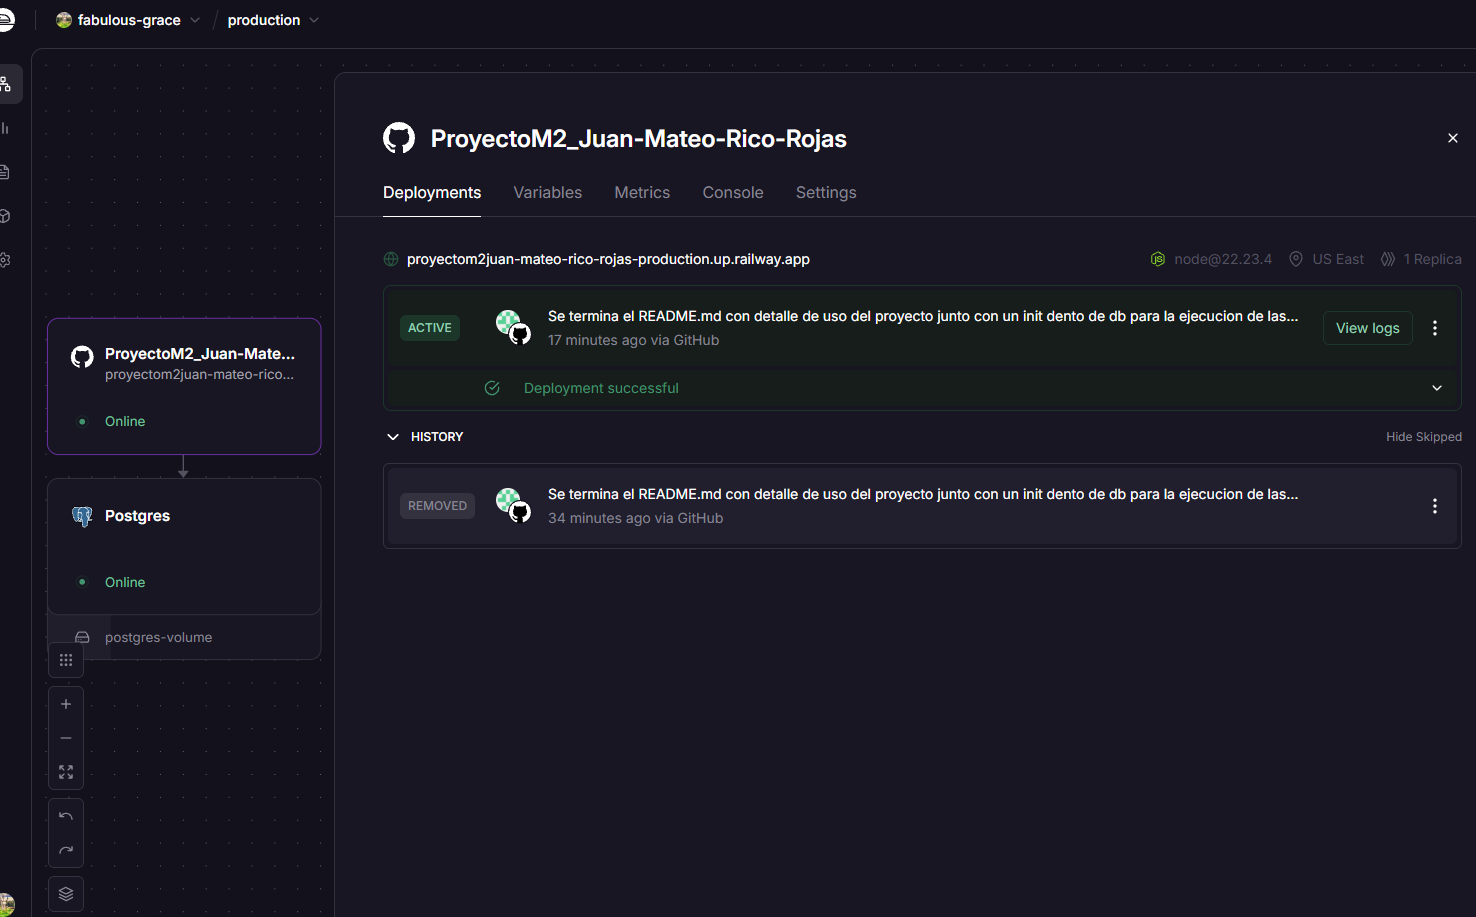 fabulous-grace / production
ProyectoM2_Juan-Mateo-Rico-Rojas
Deployments Variables Metrics Console Settings
proyectom2juan-mateo-rico-rojas-production.up.railway.app node@22.23.4 US East 1 Replica
ACTIVE
Se termina el README.md con detalle de uso del proyecto junto con un init dento de db para la ejecucion de las...
17 minutes ago via GitHub
View logs
Deployment successful
HISTORY Hide Skipped
REMOVED
Se termina el README.md con detalle de uso del proyecto junto con un init dento de db para la ejecucion de las...
34 minutes ago via GitHub
ProyectoM2_Juan-Mate...
proyectom2juan-mateo-rico...
Online
Postgres
Online
postgres-volume